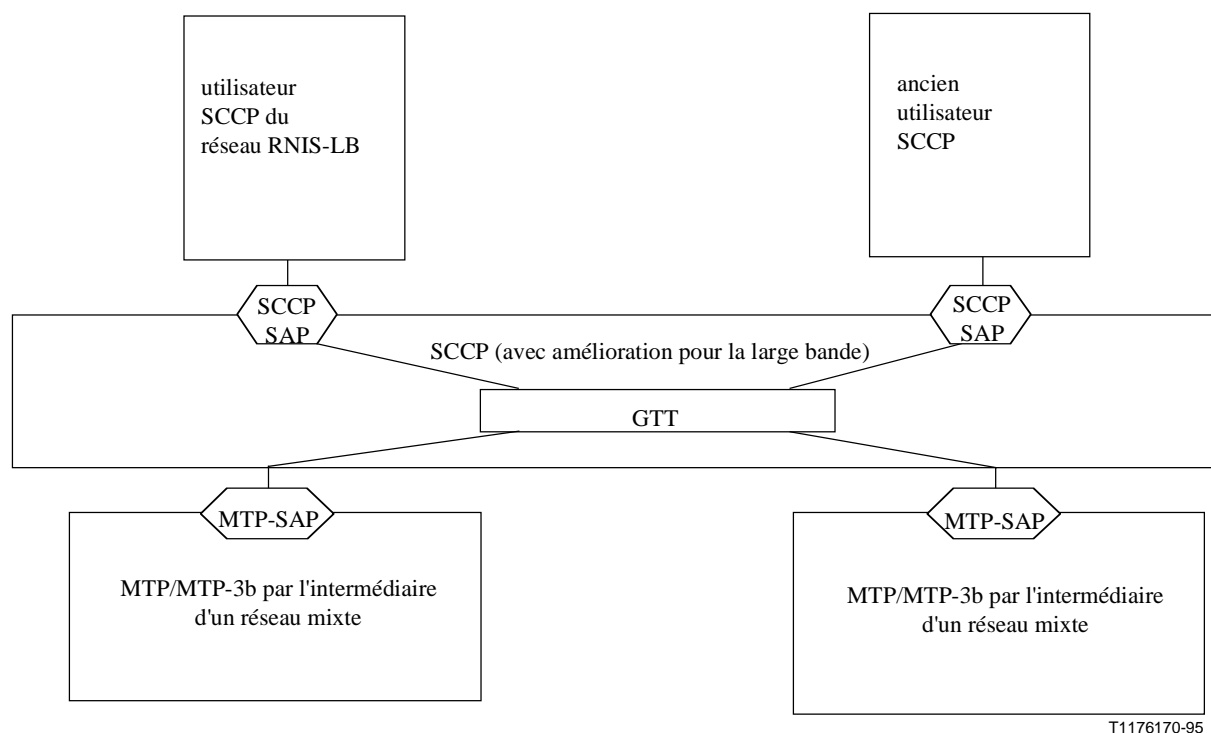 utilisateur
SCCP du
réseau RNIS-LB
ancien
utilisateur
SCCP
SCCP
SAP
SCCP
SAP
SCCP (avec amélioration pour la large bande)
GTT
MTP-SAP
MTP-SAP
MTP/MTP-3b par l'intermédiaire
d'un réseau mixte
MTP/MTP-3b par l'intermédiaire
d'un réseau mixte
T1176170-95